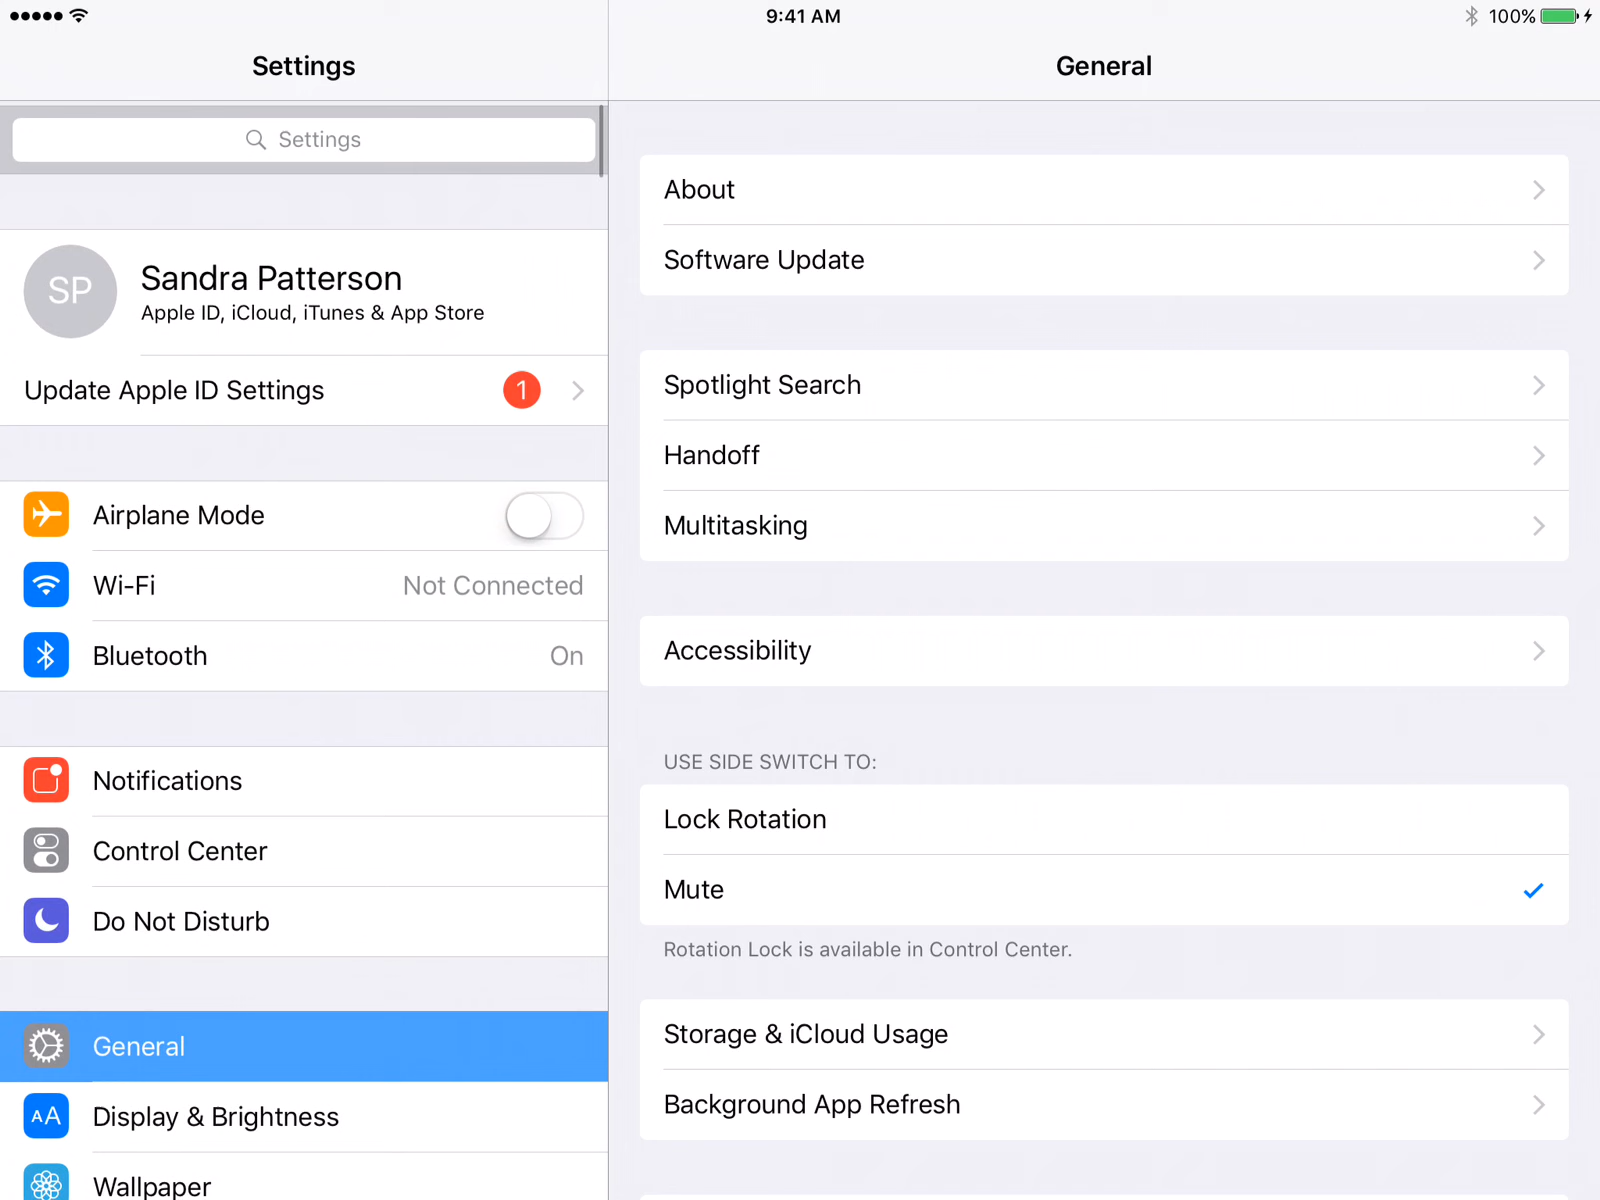 9:41 AM
100%
Settings
General
Settings
SP
Sandra Patterson
Apple ID, iCloud, iTunes & App Store
Update Apple ID Settings
1
Airplane Mode
Wi-Fi
Not Connected
Bluetooth
On
Notifications
Control Center
Do Not Disturb
General
AA
Display & Brightness
Wallpaper
About
Software Update
Spotlight Search
Handoff
Multitasking
Accessibility
USE SIDE SWITCH TO:
Lock Rotation
Mute
Rotation Lock is available in Control Center.
Storage & iCloud Usage
Background App Refresh